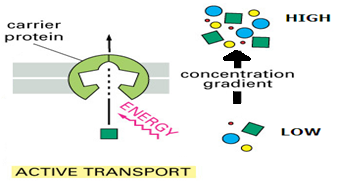 carrier
protein
HIGH
concentration
gradient
ENERGY
LOW
ACTIVE TRANSPORT